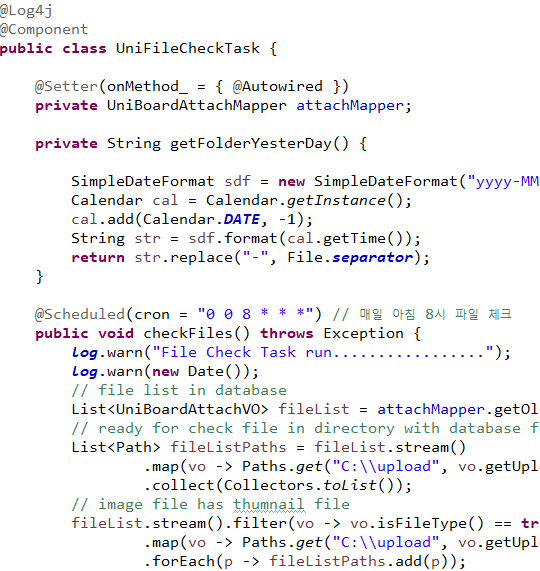 @Log4j
@Component
public class UniFileCheckTask {
@Setter(onMethod_ = { @Autowired })
private UniBoardAttachMapper attachMapper;
private String getFolderYesterDay() {
SimpleDateFormat sdf = new SimpleDateFormat("yyyy-MM
Calendar cal = Calendar.getInstance();
cal.add(Calendar.DATE, -1);
String str = sdf.format(cal.getTime());
return str.replace("-", File.separator);
}
@Scheduled(cron = "0 0 8 * * *") // 매일 아침 8시 파일 체크
public void checkFiles() throws Exception {
log.warn("File Check Task run.................");
log.warn(new Date());
// file list in database
List<UniBoardAttachVO> fileList = attachMapper.getOl
// ready for check file in directory with database f
List<Path> fileListPaths = fileList.stream()
.map(vo -> Paths.get("C:\\upload", vo.getUpl
.collect(Collectors.toList());
// image file has thumnail file
fileList.stream().filter(vo -> vo.isFileType() == tr
.map(vo -> Paths.get("C:\\upload", vo.getUpl
.forEach(p -> fileListPaths.add(p));